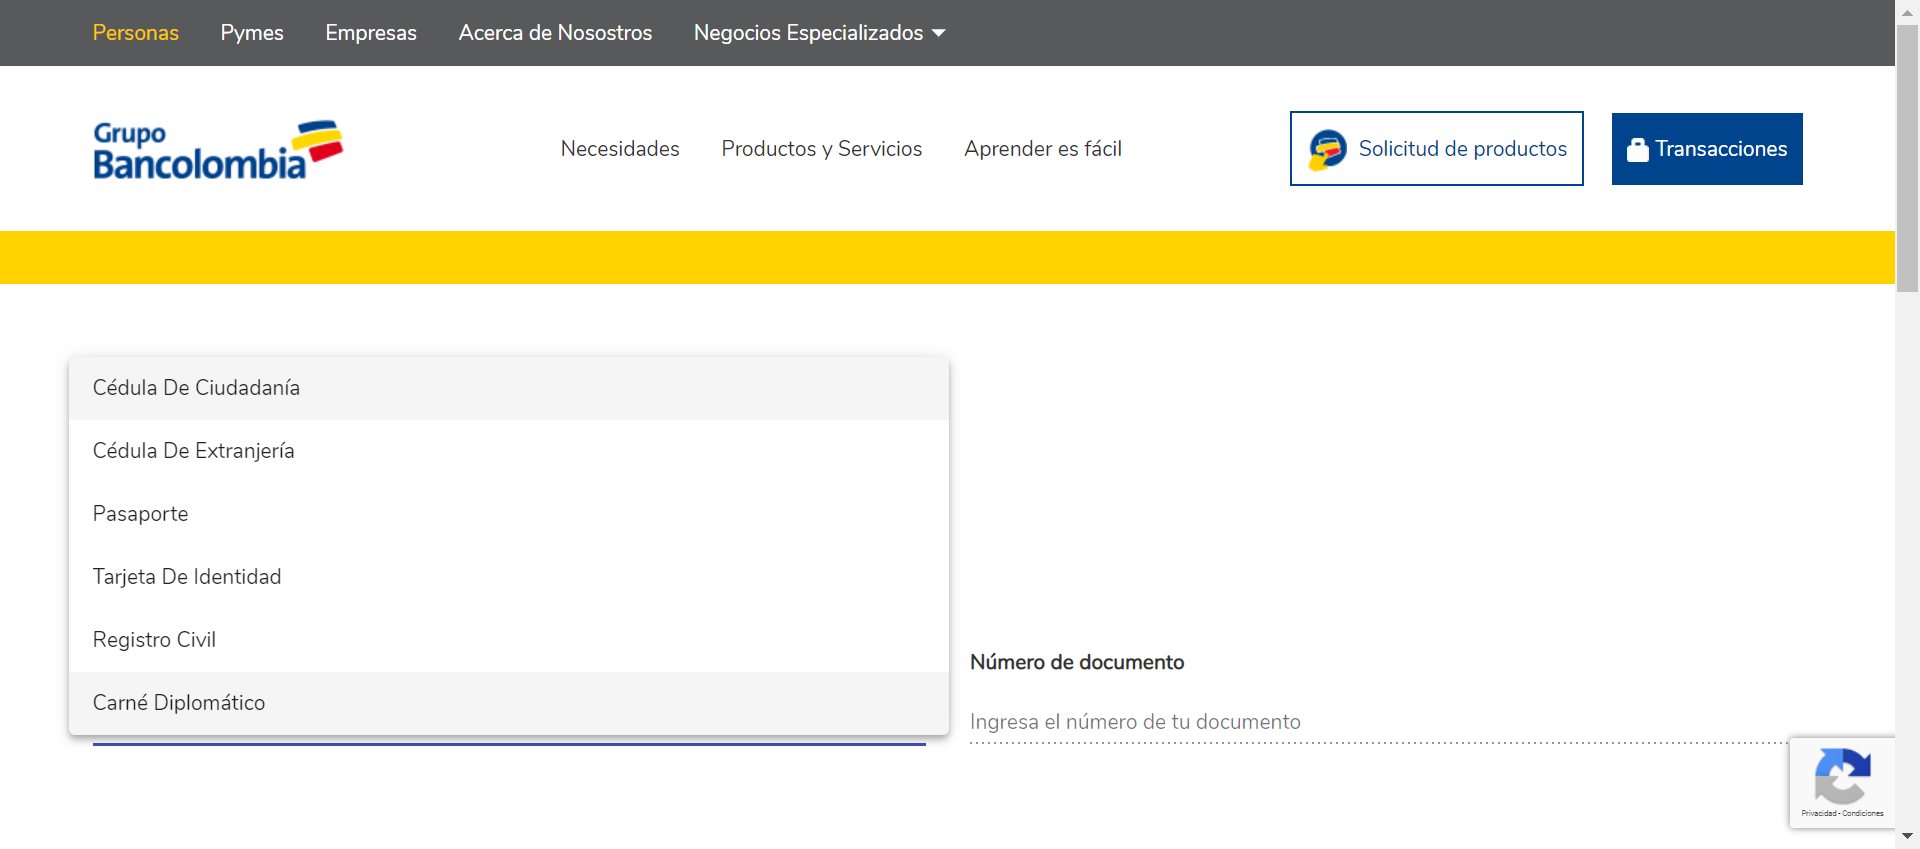 Personas Pymes Empresas Acerca de Nosostros Negocios Especializados
Grupo
Bancolombia
Necesidades Productos y Servicios Aprender es fácil
Solicitud de productos
Transacciones
Cédula De Ciudadanía
Cédula De Extranjería
Pasaporte
Tarjeta De Identidad
Registro Civil
Carné Diplomático
Número de documento
Ingresa el número de tu documento
Privacidad - Condiciones